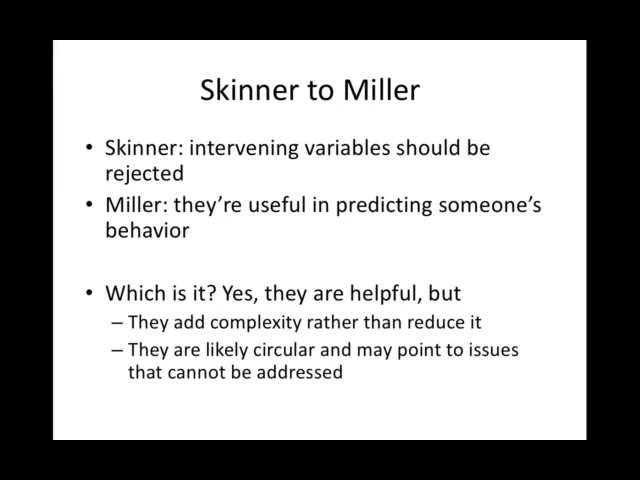 Skinner to Miller
• Skinner: intervening variables should be
rejected
• Miller: they’re useful in predicting someone’s
behavior
• Which is it? Yes, they are helpful, but
– They add complexity rather than reduce it
– They are likely circular and may point to issues
that cannot be addressed